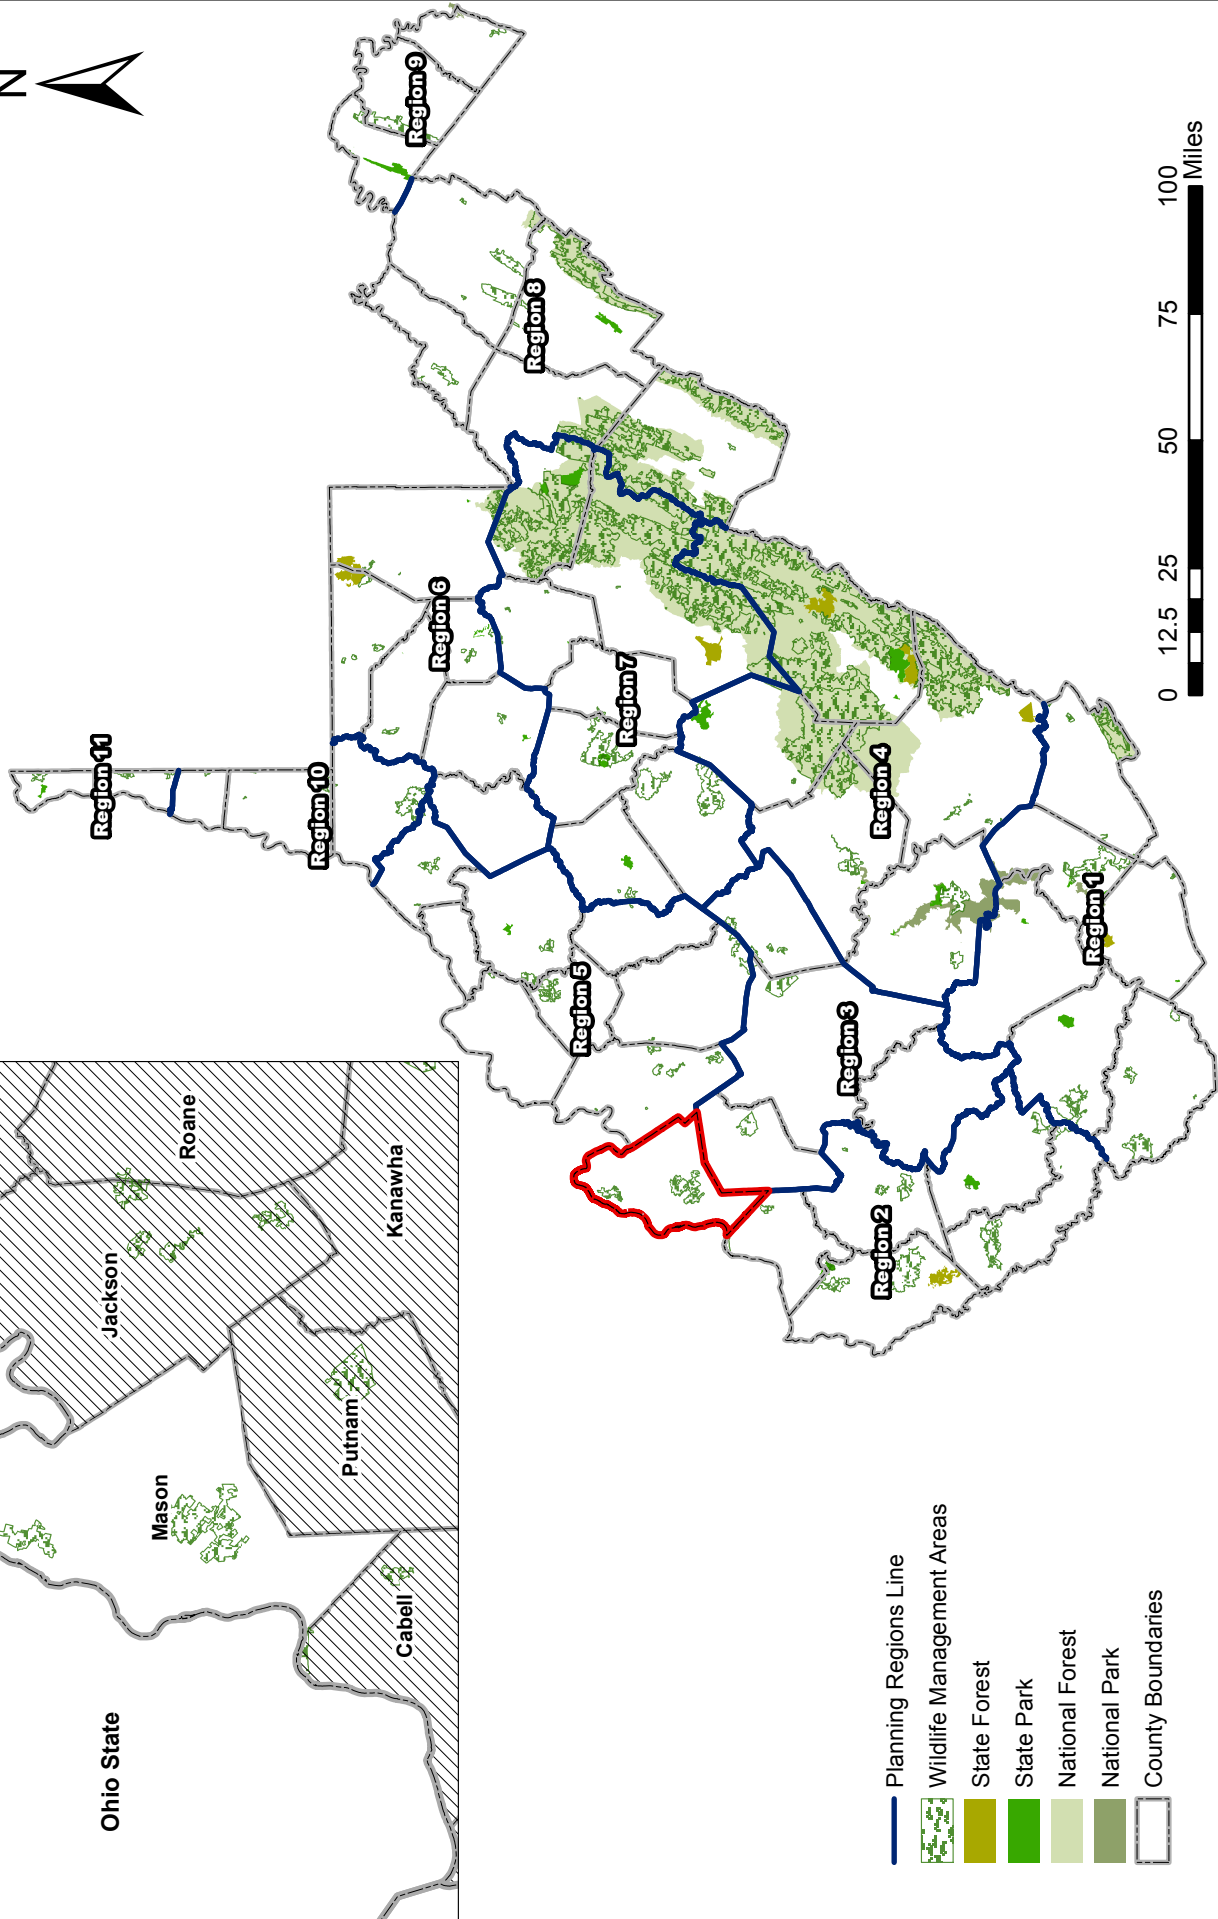 N
Region 11
Region 10
Region 6
Region 9
Region 8
Region 5
Region 7
Region 3
Region 4
Region 2
Region 1
Ohio State
Mason
Jackson
Roane
Cabell
Putnam
Kanawha
Planning Regions Line
Wildlife Management Areas
State Forest
State Park
National Forest
National Park
County Boundaries
0 12.5 25 50 75 100
Miles